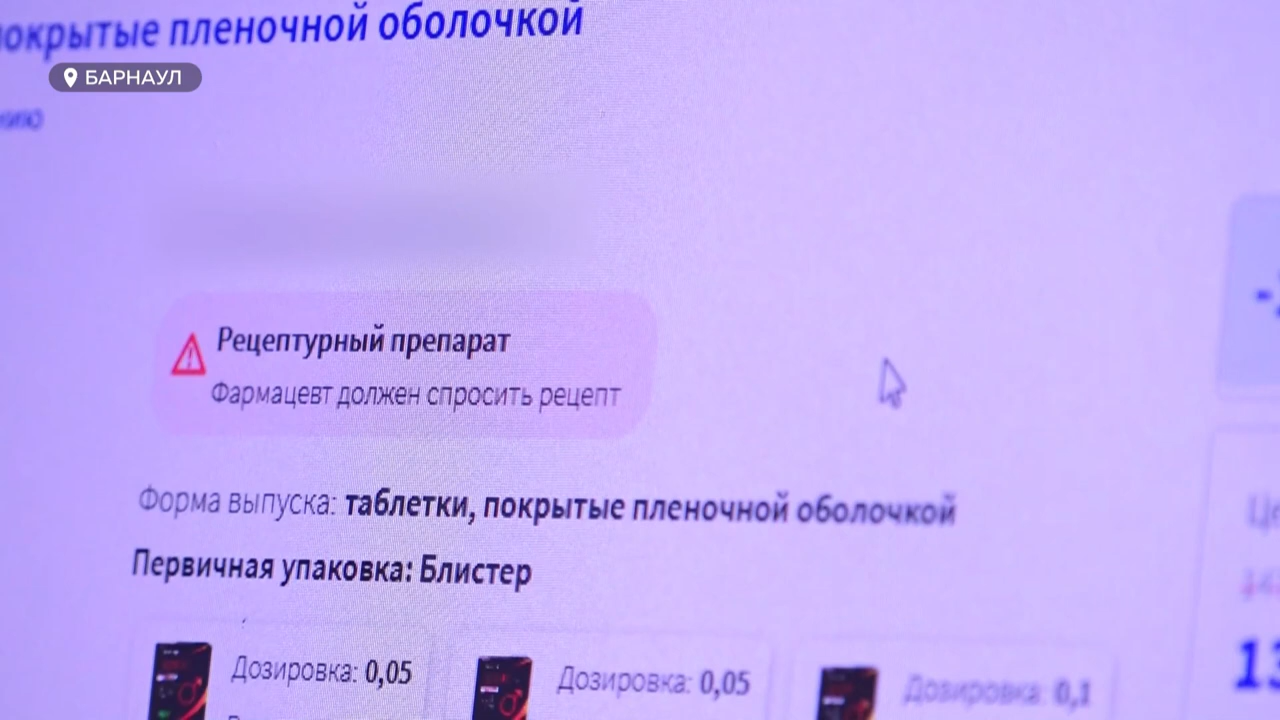 покрытые пленочной оболочкой
БАРНАУЛ
Рецептурный препарат
Фармацевт должен спросить рецепт
Форма выпуска: таблетки, покрытые пленочной оболочкой
Первичная упаковка: Блистер
Дозировка: 0,05
Дозировка: 0,05
Дозировка: 0,1